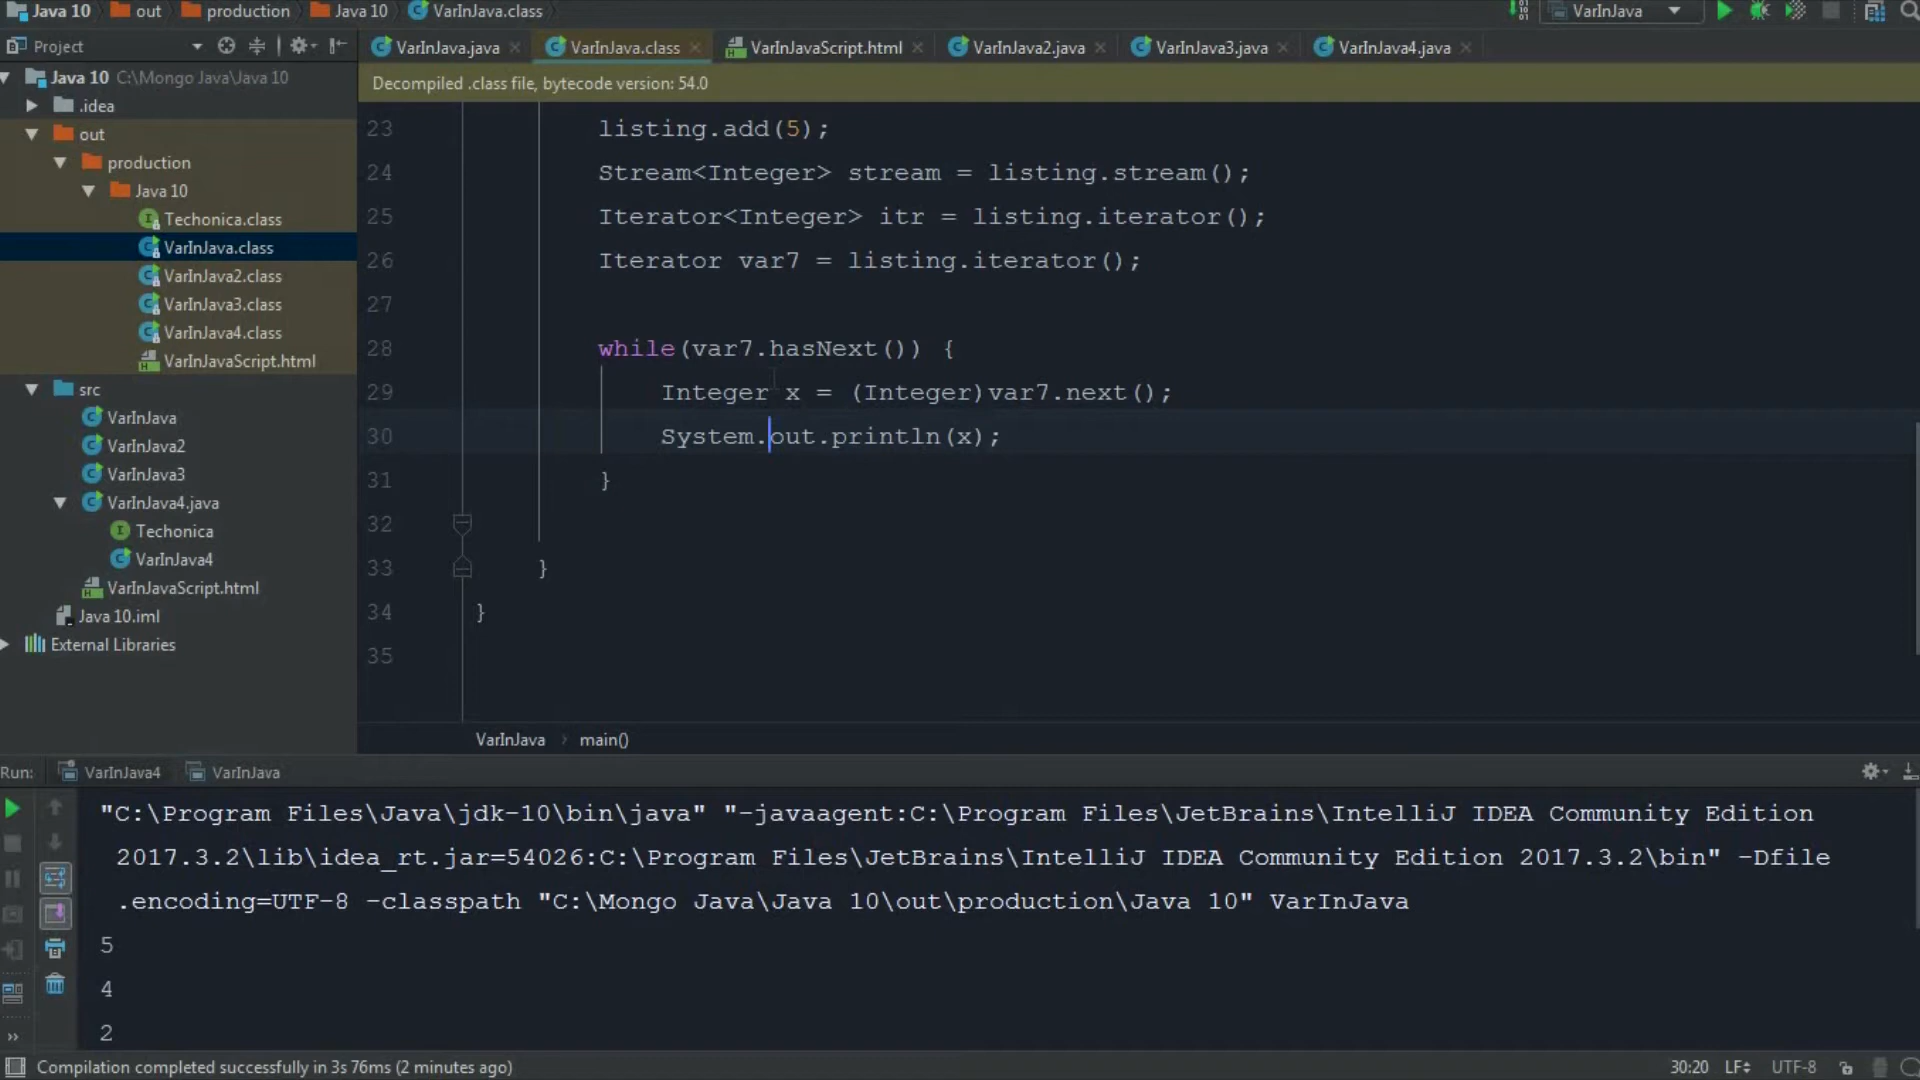 Java 10 out production Java 10 VarInJava.class VarInJava
Project VarInJava.java VarInJava.class VarInJavaScript.html VarInJava2.java VarInJava3.java VarInJava4.java
Java 10 C:\Mongo Java\Java 10
Decompiled .class file, bytecode version: 54.0
.idea
out
production
Java 10
Techonica.class
VarInJava.class
VarInJava2.class
VarInJava3.class
VarInJava4.class
VarInJavaScript.html
src
VarInJava
VarInJava2
VarInJava3
VarInJava4.java
Techonica
VarInJava4
VarInJavaScript.html
Java 10.iml
External Libraries
23 listing.add(5);
24 Stream<Integer> stream = listing.stream();
25 Iterator<Integer> itr = listing.iterator();
26 Iterator var7 = listing.iterator();
27
28 while(var7.hasNext()) {
29 Integer x = (Integer)var7.next();
30 System.out.println(x);
31 }
32
33 }
34 }
35
VarInJava main()
Run: VarInJava4 VarInJava
"C:\Program Files\Java\jdk-10\bin\java" "-javaagent:C:\Program Files\JetBrains\IntelliJ IDEA Community Edition
2017.3.2\lib\idea_rt.jar=54026:C:\Program Files\JetBrains\IntelliJ IDEA Community Edition 2017.3.2\bin" -Dfile
.encoding=UTF-8 -classpath "C:\Mongo Java\Java 10\out\production\Java 10" VarInJava
5
4
2
Compilation completed successfully in 3s 76ms (2 minutes ago) 30:20 LF UTF-8